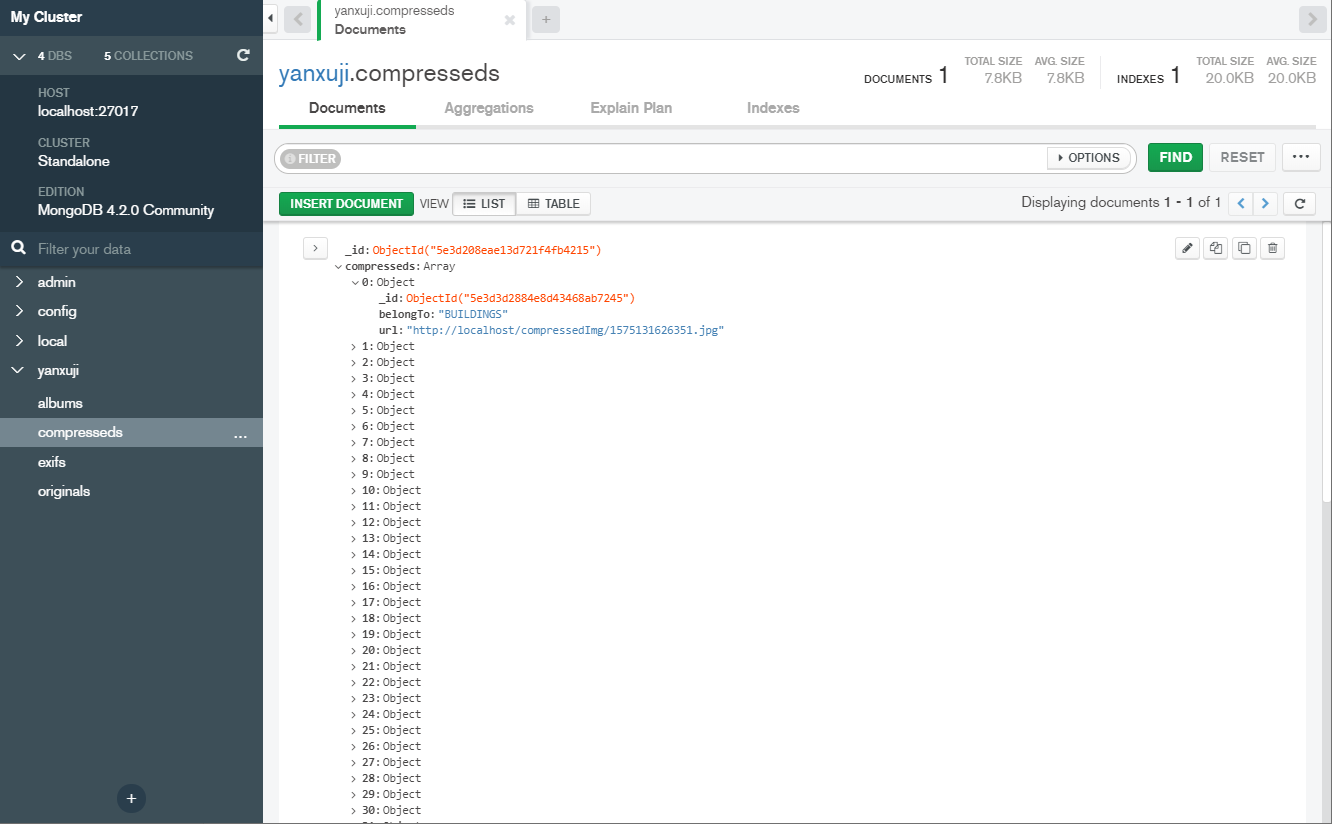 My Cluster
4 DBS 5 COLLECTIONS
HOST
localhost:27017
CLUSTER
Standalone
EDITION
MongoDB 4.2.0 Community
Filter your data
admin
config
local
yanxuji
albums
compresseds ...
exifs
originals
+
yanxuji.compresseds
Documents
+
yanxuji.compresseds
DOCUMENTS 1 TOTAL SIZE 7.8KB AVG. SIZE 7.8KB INDEXES 1 TOTAL SIZE 20.0KB AVG. SIZE 20.0KB
Documents Aggregations Explain Plan Indexes
FILTER OPTIONS FIND RESET ...
INSERT DOCUMENT VIEW LIST TABLE Displaying documents 1 - 1 of 1
_id: ObjectId("5e3d208eae13d721f4fb4215")
compresseds: Array
0: Object
_id: ObjectId("5e3d3d2884e8d43468ab7245")
belongTo: "BUILDINGS"
url: "http://localhost/compressedImg/1575131626351.jpg"
1: Object
2: Object
3: Object
4: Object
5: Object
6: Object
7: Object
8: Object
9: Object
10: Object
11: Object
12: Object
13: Object
14: Object
15: Object
16: Object
17: Object
18: Object
19: Object
20: Object
21: Object
22: Object
23: Object
24: Object
25: Object
26: Object
27: Object
28: Object
29: Object
30: Object